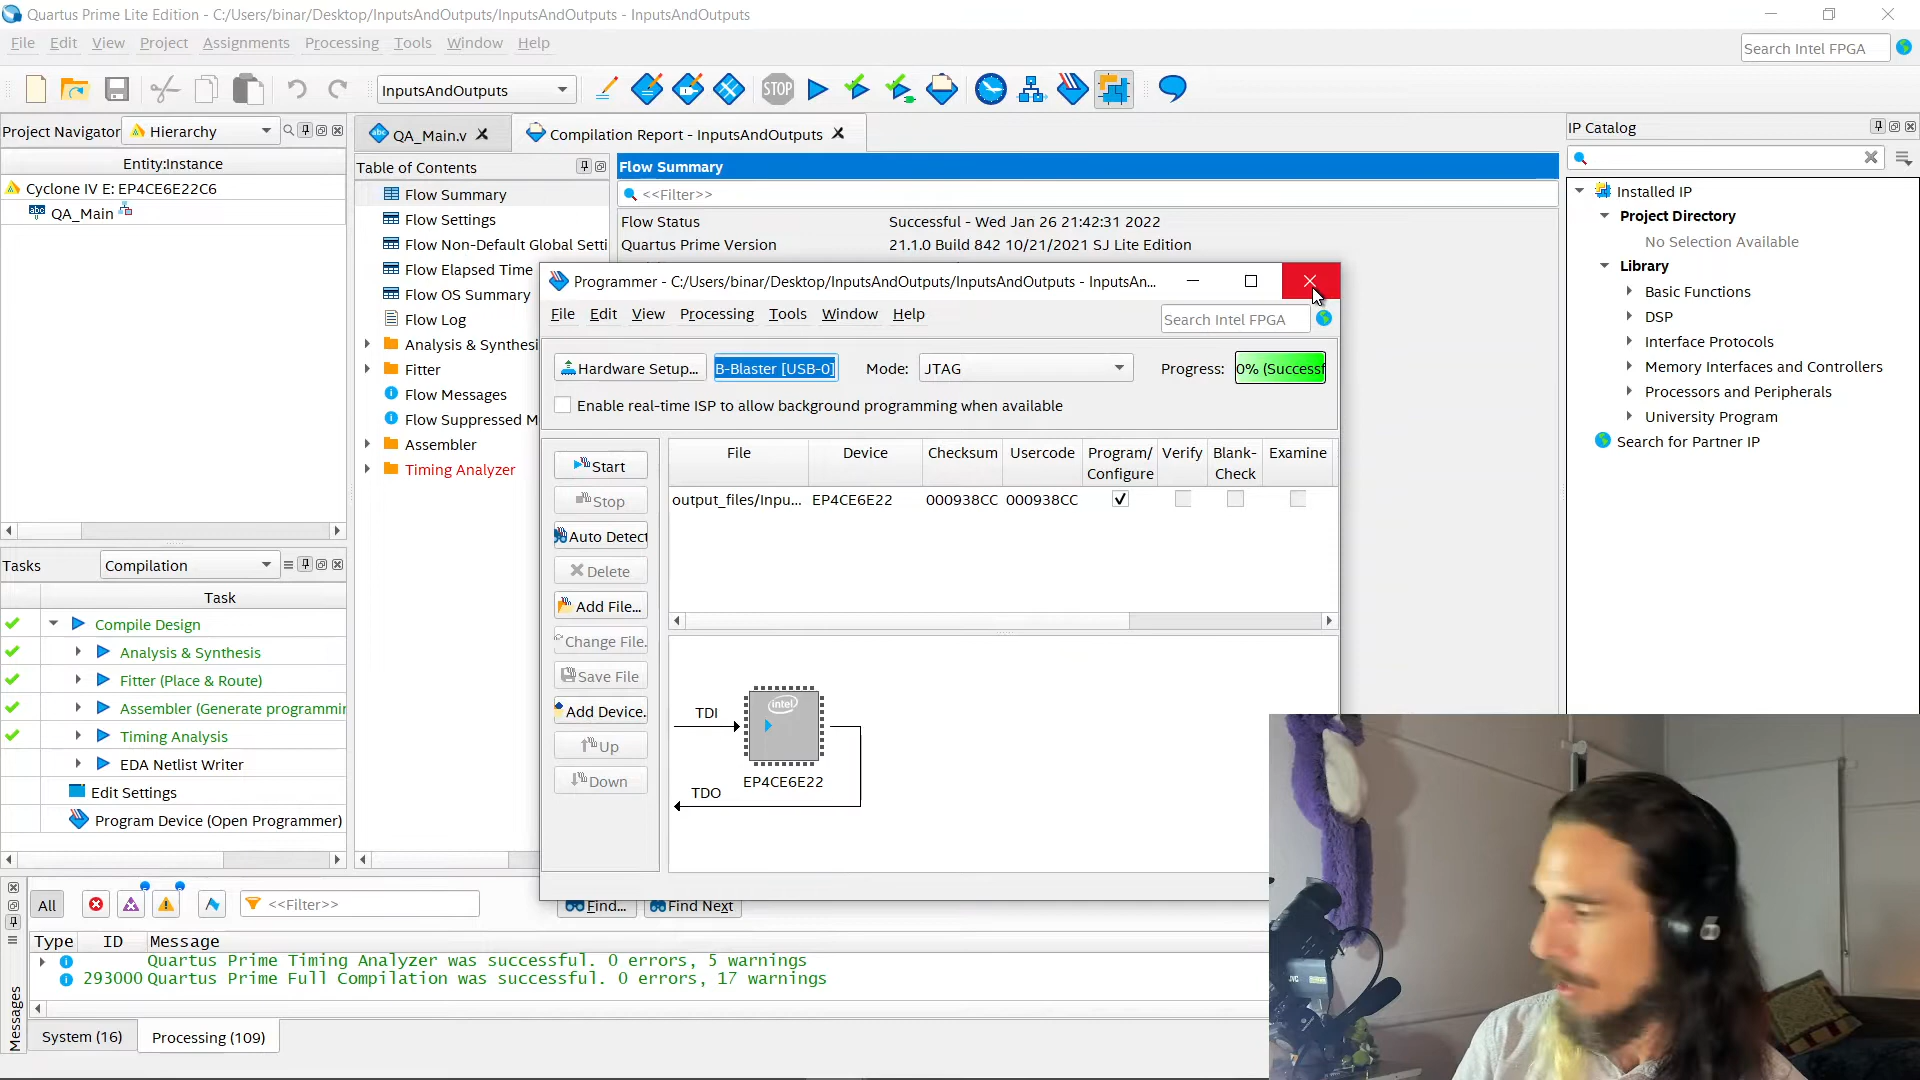 Quartus Prime Lite Edition - C:/Users/binar/Desktop/InputsAndOutputs/InputsAndOutputs - InputsAndOutputs
File Edit View Project Assignments Processing Tools Window Help
Search Intel FPGA
InputsAndOutputs
STOP
Project Navigator
Hierarchy
QA_Main.v
Compilation Report - InputsAndOutputs
IP Catalog
Entity:Instance
Cyclone IV E: EP4CE6E22C6
abc QA_Main
Table of Contents
Flow Summary
Flow Settings
Flow Non-Default Global Setti
Flow Elapsed Time
Flow OS Summary
Flow Log
Analysis & Synthesi
Fitter
Flow Messages
Flow Suppressed M
Assembler
Timing Analyzer
Flow Summary
<<Filter>>
Flow Status Successful - Wed Jan 26 21:42:31 2022
Quartus Prime Version 21.1.0 Build 842 10/21/2021 SJ Lite Edition
Installed IP
Project Directory
No Selection Available
Library
Basic Functions
DSP
Interface Protocols
Memory Interfaces and Controllers
Processors and Peripherals
University Program
Search for Partner IP
Programmer - C:/Users/binar/Desktop/InputsAndOutputs/InputsAndOutputs - InputsAn...
File Edit View Processing Tools Window Help
Search Intel FPGA
Hardware Setup... B-Blaster [USB-0] Mode: JTAG Progress: 0% (Successf
Enable real-time ISP to allow background programming when available
Start
Stop
Auto Detect
Delete
Add File...
Change File.
Save File
Add Device.
Up
Down
File Device Checksum Usercode Program/ Configure Verify Blank- Check Examine
output_files/Inpu... EP4CE6E22 000938CC 000938CC
TDI
intel
EP4CE6E22
TDO
Tasks
Compilation
Task
Compile Design
Analysis & Synthesis
Fitter (Place & Route)
Assembler (Generate programmin
Timing Analysis
EDA Netlist Writer
Edit Settings
Program Device (Open Programmer)
All
<<Filter>>
Find...
Find Next
Type ID Message
Quartus Prime Timing Analyzer was successful. 0 errors, 5 warnings
293000 Quartus Prime Full Compilation was successful. 0 errors, 17 warnings
Messages
System (16)
Processing (109)
JVC